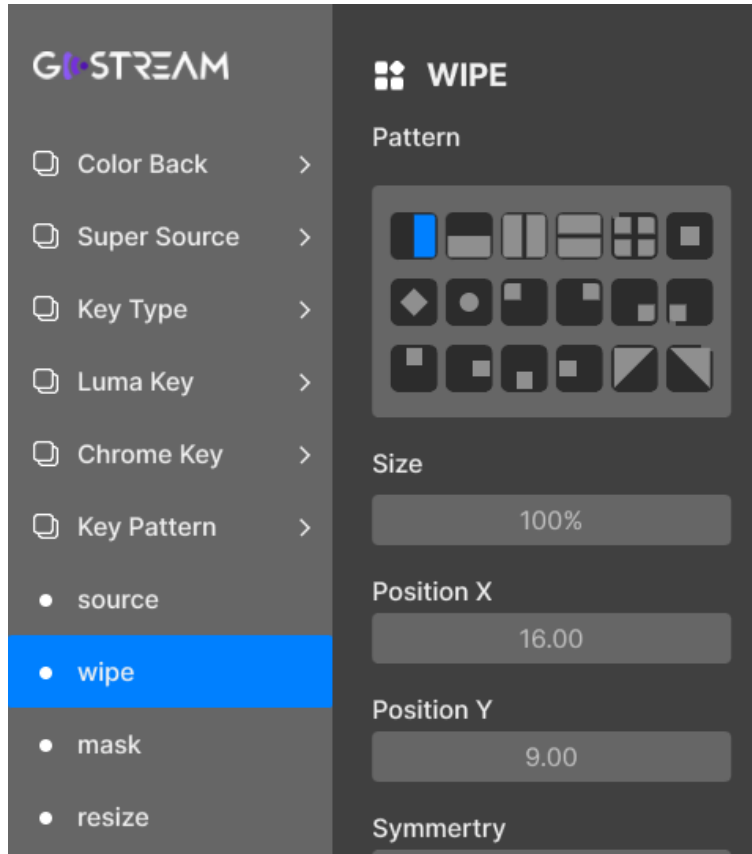 GOSTREAM
Color Back
Super Source
Key Type
Luma Key
Chrome Key
Key Pattern
source
wipe
mask
resize
WIPE
Pattern
Size
100%
Position X
16.00
Position Y
9.00
Symmertry